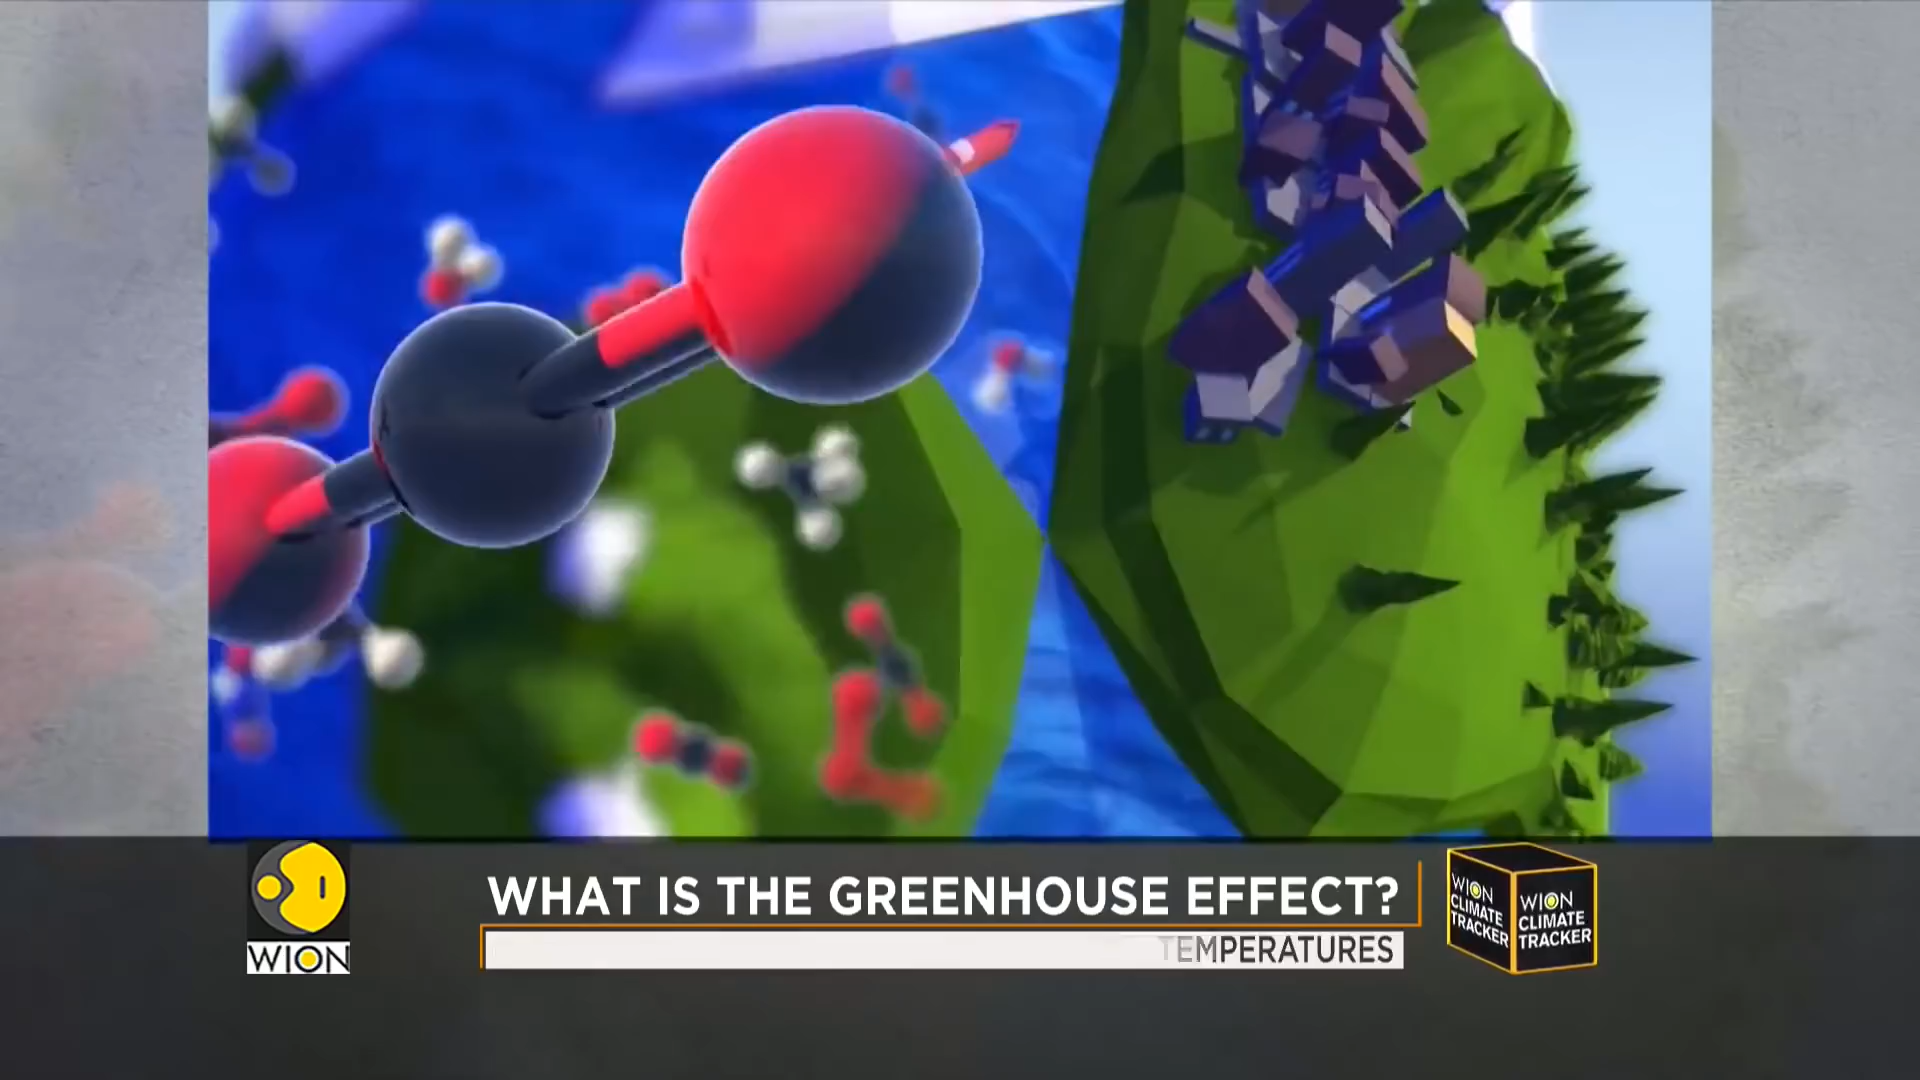 WHAT IS THE GREENHOUSE EFFECT?
TEMPERATURES
WION
WION
CLIMATE
TRACKER
WION
CLIMATE
TRACKER